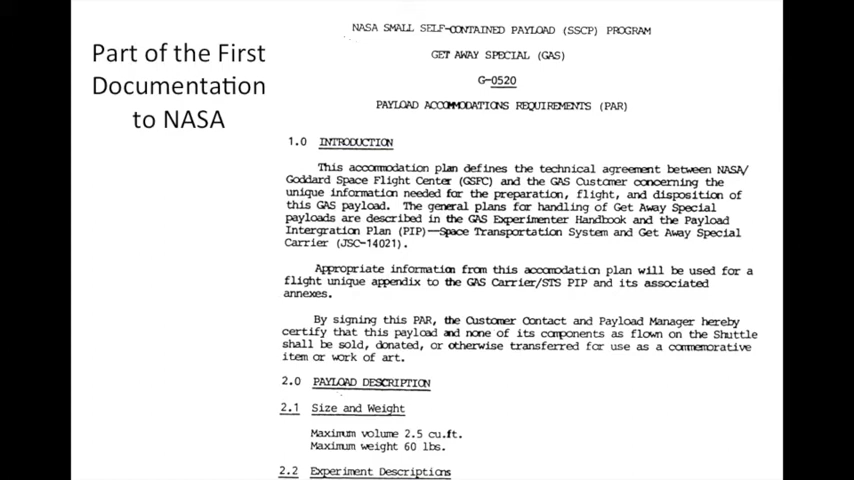 Part of the First
Documentation
to NASA
NASA SMALL SELF-CONTAINED PAYLOAD (SSCP) PROGRAM
GET AWAY SPECIAL (GAS)
G-0520
PAYLOAD ACCOMMODATIONS REQUIREMENTS (PAR)
1.0 INTRODUCTION
This accommodation plan defines the technical agreement between NASA/
Goddard Space Flight Center (GSFC) and the GAS Customer concerning the
unique information needed for the preparation, flight, and disposition of
this GAS payload. The general plans for handling of Get Away Special
payloads are described in the GAS Experimenter Handbook and the Payload
Intergration Plan (PIP)—Space Transportation System and Get Away Special
Carrier (JSC-14021).
Appropriate information from this accomodation plan will be used for a
flight unique appendix to the GAS Carrier/STS PIP and its associated
annexes.
By signing this PAR, the Customer Contact and Payload Manager hereby
certify that this payload and none of its components as flown on the Shuttle
shall be sold, donated, or otherwise transferred for use as a commemorative
item or work of art.
2.0 PAYLOAD DESCRIPTION
2.1 Size and Weight
Maximum volume 2.5 cu.ft.
Maximum weight 60 lbs.
2.2 Experiment Descriptions